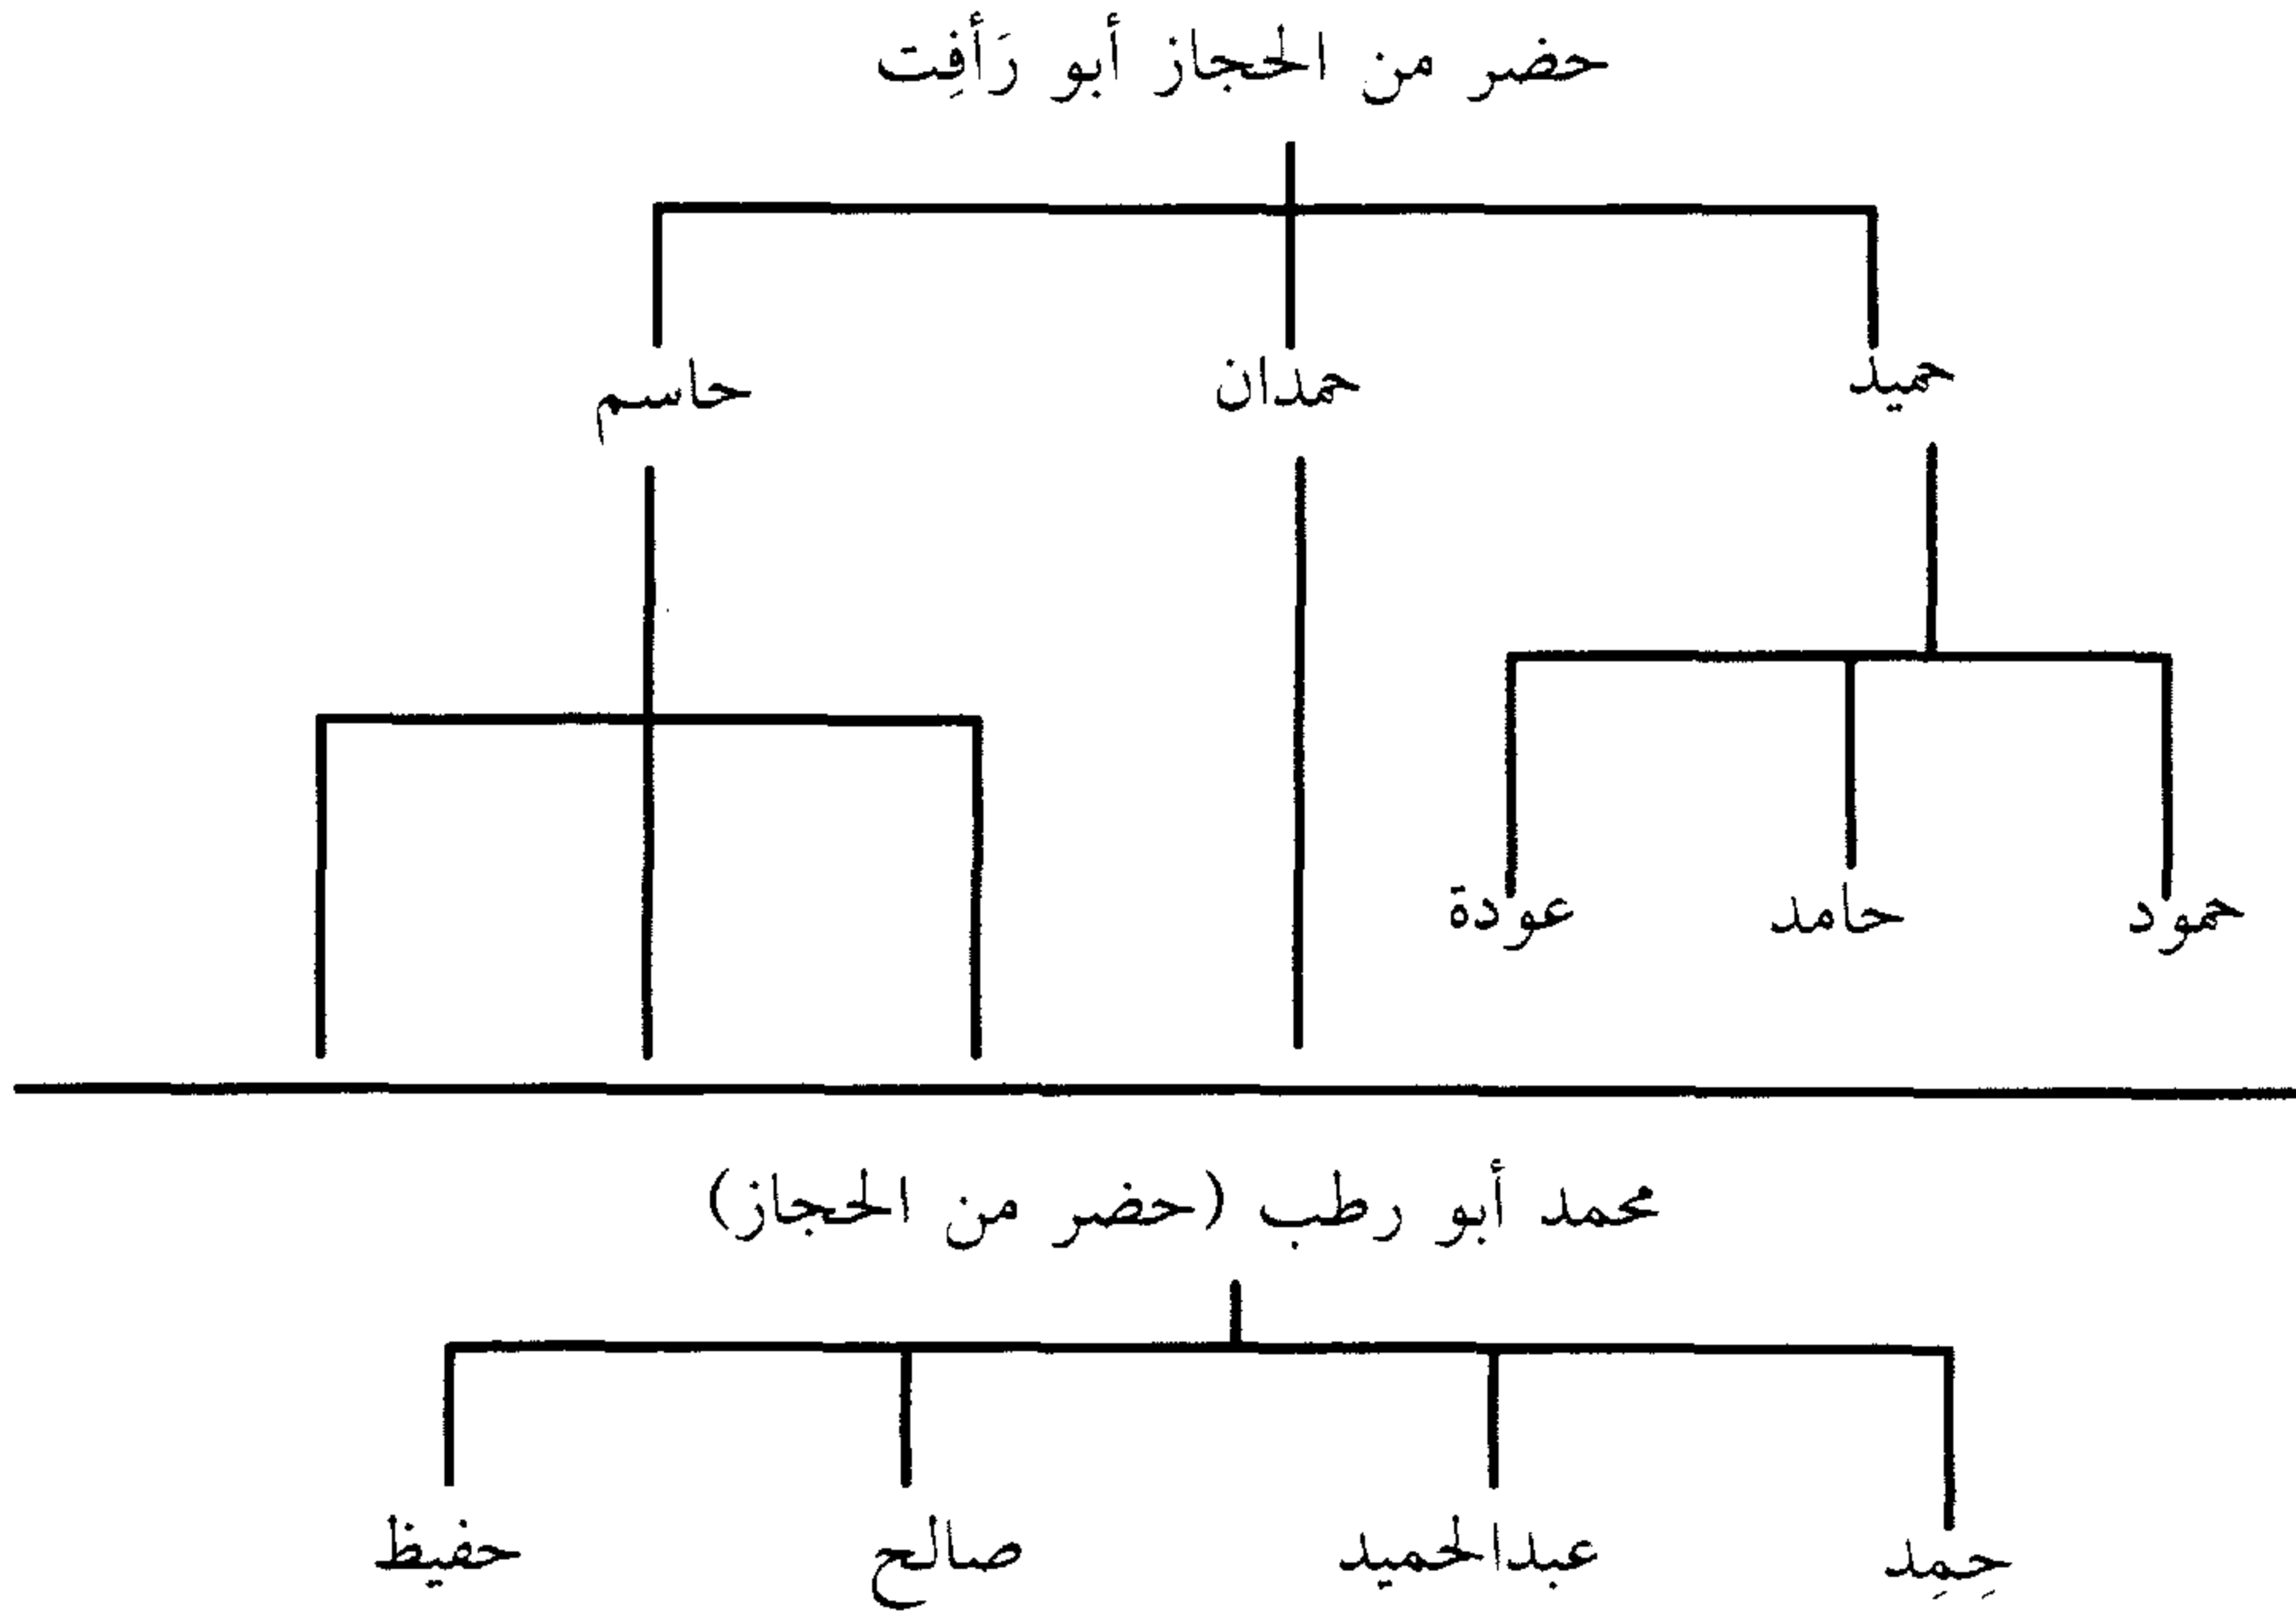 حضر من الحجاز أبو رَأفِت
حميد حمدان حاسم
حمود حامد عودة
محمد أبو رطب (حضر من الحجاز)
حِمِد عبدالحميد صالح حفيظ